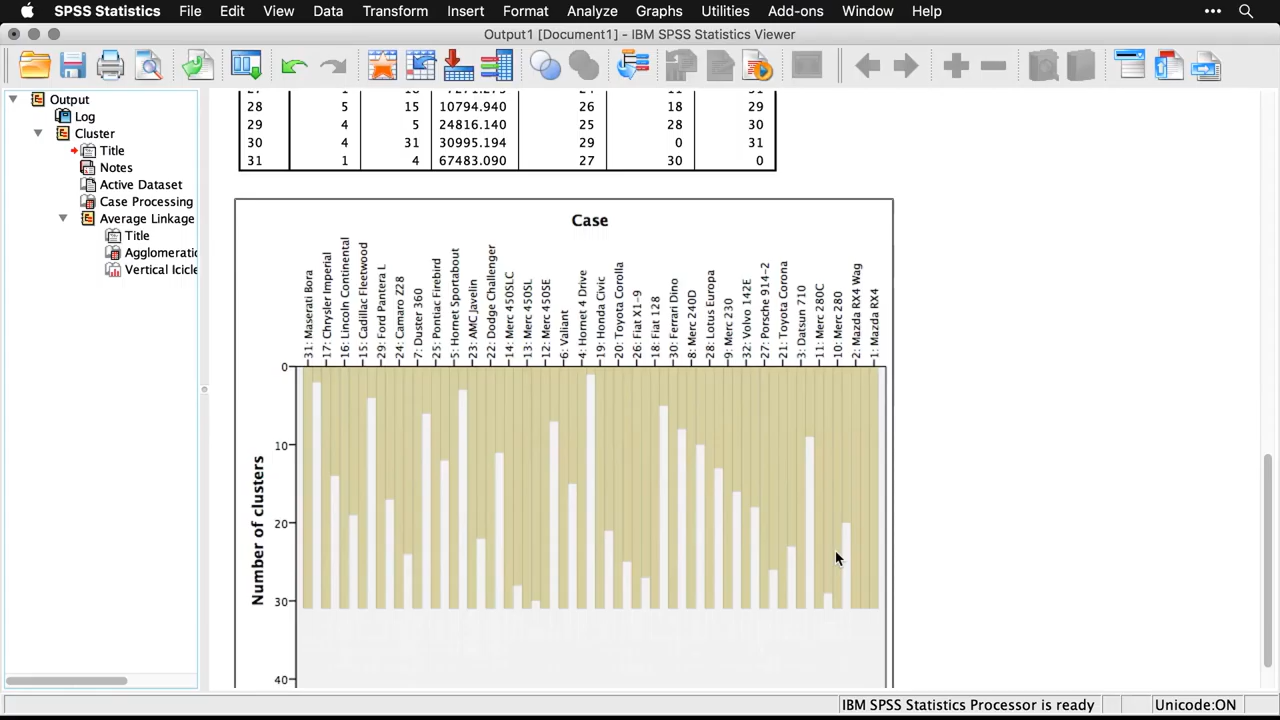 SPSS Statistics File Edit View Data Transform Insert Format Analyze Graphs Utilities Add-ons Window Help
Output1 [Document1] - IBM SPSS Statistics Viewer
Output
Log
Cluster
Title
Notes
Active Dataset
Case Processing
Average Linkage
Title
Agglomeratio
Vertical Icicle
28 5 15 10794.940 26 18 29
29 4 5 24816.140 25 28 30
30 4 31 30995.194 29 0 31
31 1 4 67483.090 27 30 0
Case
31: Maserati Bora
17: Chrysler Imperial
16: Lincoln Continental
15: Cadillac Fleetwood
29: Ford Pantera L
24: Camaro Z28
7: Duster 360
25: Pontiac Firebird
5: Hornet Sportabout
23: AMC Javelin
22: Dodge Challenger
14: Merc 450SLC
13: Merc 450SL
12: Merc 450SE
6: Valiant
4: Hornet 4 Drive
19: Honda Civic
20: Toyota Corolla
26: Fiat X1-9
18: Fiat 128
30: Ferrari Dino
8: Merc 240D
28: Lotus Europa
9: Merc 230
32: Volvo 142E
27: Porsche 914-2
21: Toyota Corona
3: Datsun 710
11: Merc 280C
10: Merc 280
2: Mazda RX4 Wag
1: Mazda RX4
Number of clusters
0
10
20
30
40
IBM SPSS Statistics Processor is ready Unicode:ON